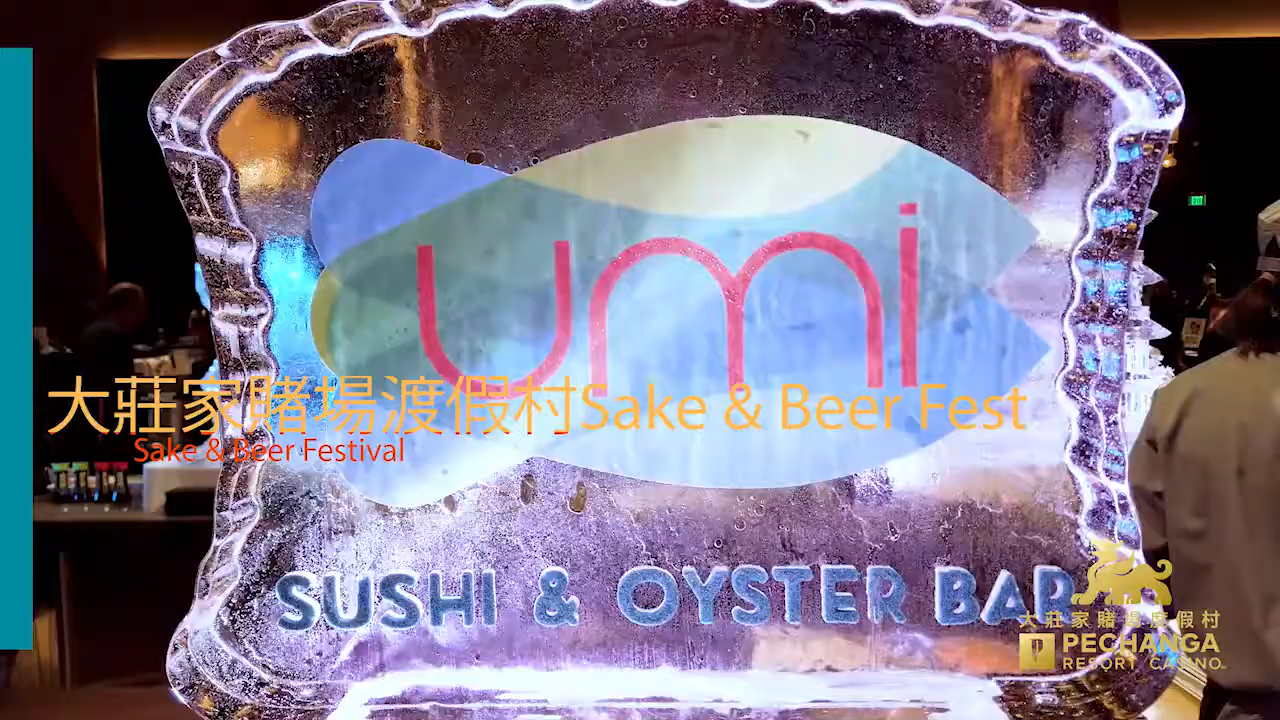 umi
大莊家賭場渡假村Sake & Beer Fest
Sake & Beer Festival
SUSHI & OYSTER BAR
大莊家賭場度假村
PECHANGA
RESORT CASINO